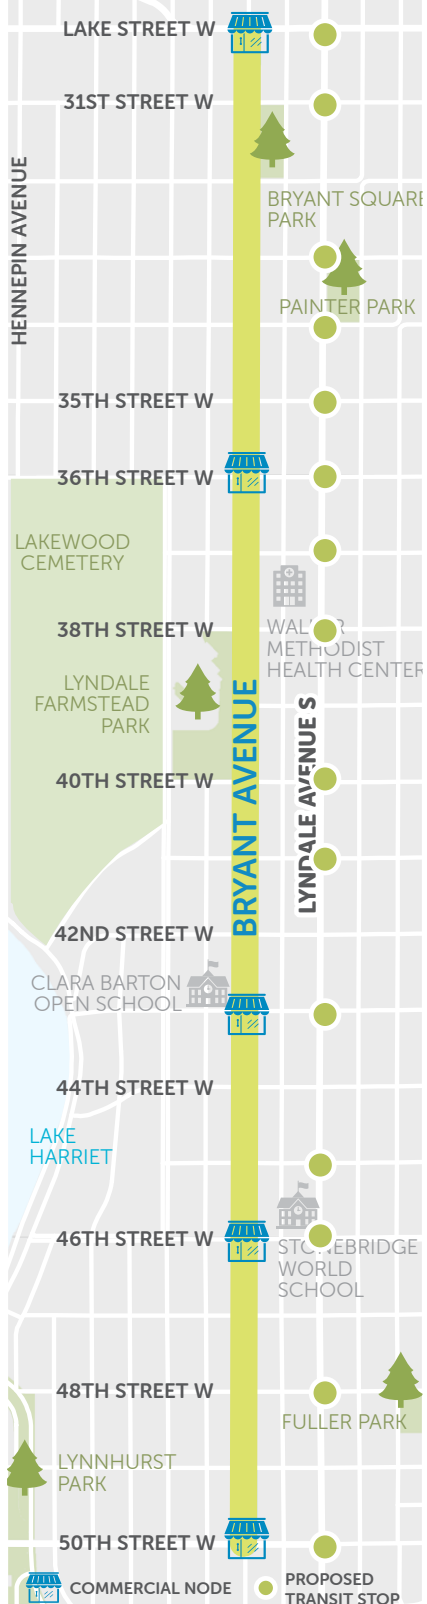 LAKE STREET W
31ST STREET W
HENNEPIN AVENUE
BRYANT SQUARE
PARK
PAINTER PARK
35TH STREET W
36TH STREET W
LAKEWOOD
CEMETERY
38TH STREET W
WALKER
METHODIST
HEALTH CENTER
LYNDALE
FARMSTEAD
PARK
BRYANT AVENUE
LYNDALE AVENUE S
40TH STREET W
42ND STREET W
CLARA BARTON
OPEN SCHOOL
44TH STREET W
LAKE
HARRIET
46TH STREET W
STONEBRIDGE
WORLD
SCHOOL
48TH STREET W
FULLER PARK
LYNNHURST
PARK
50TH STREET W
COMMERCIAL NODE
PROPOSED
TRANSIT STOP